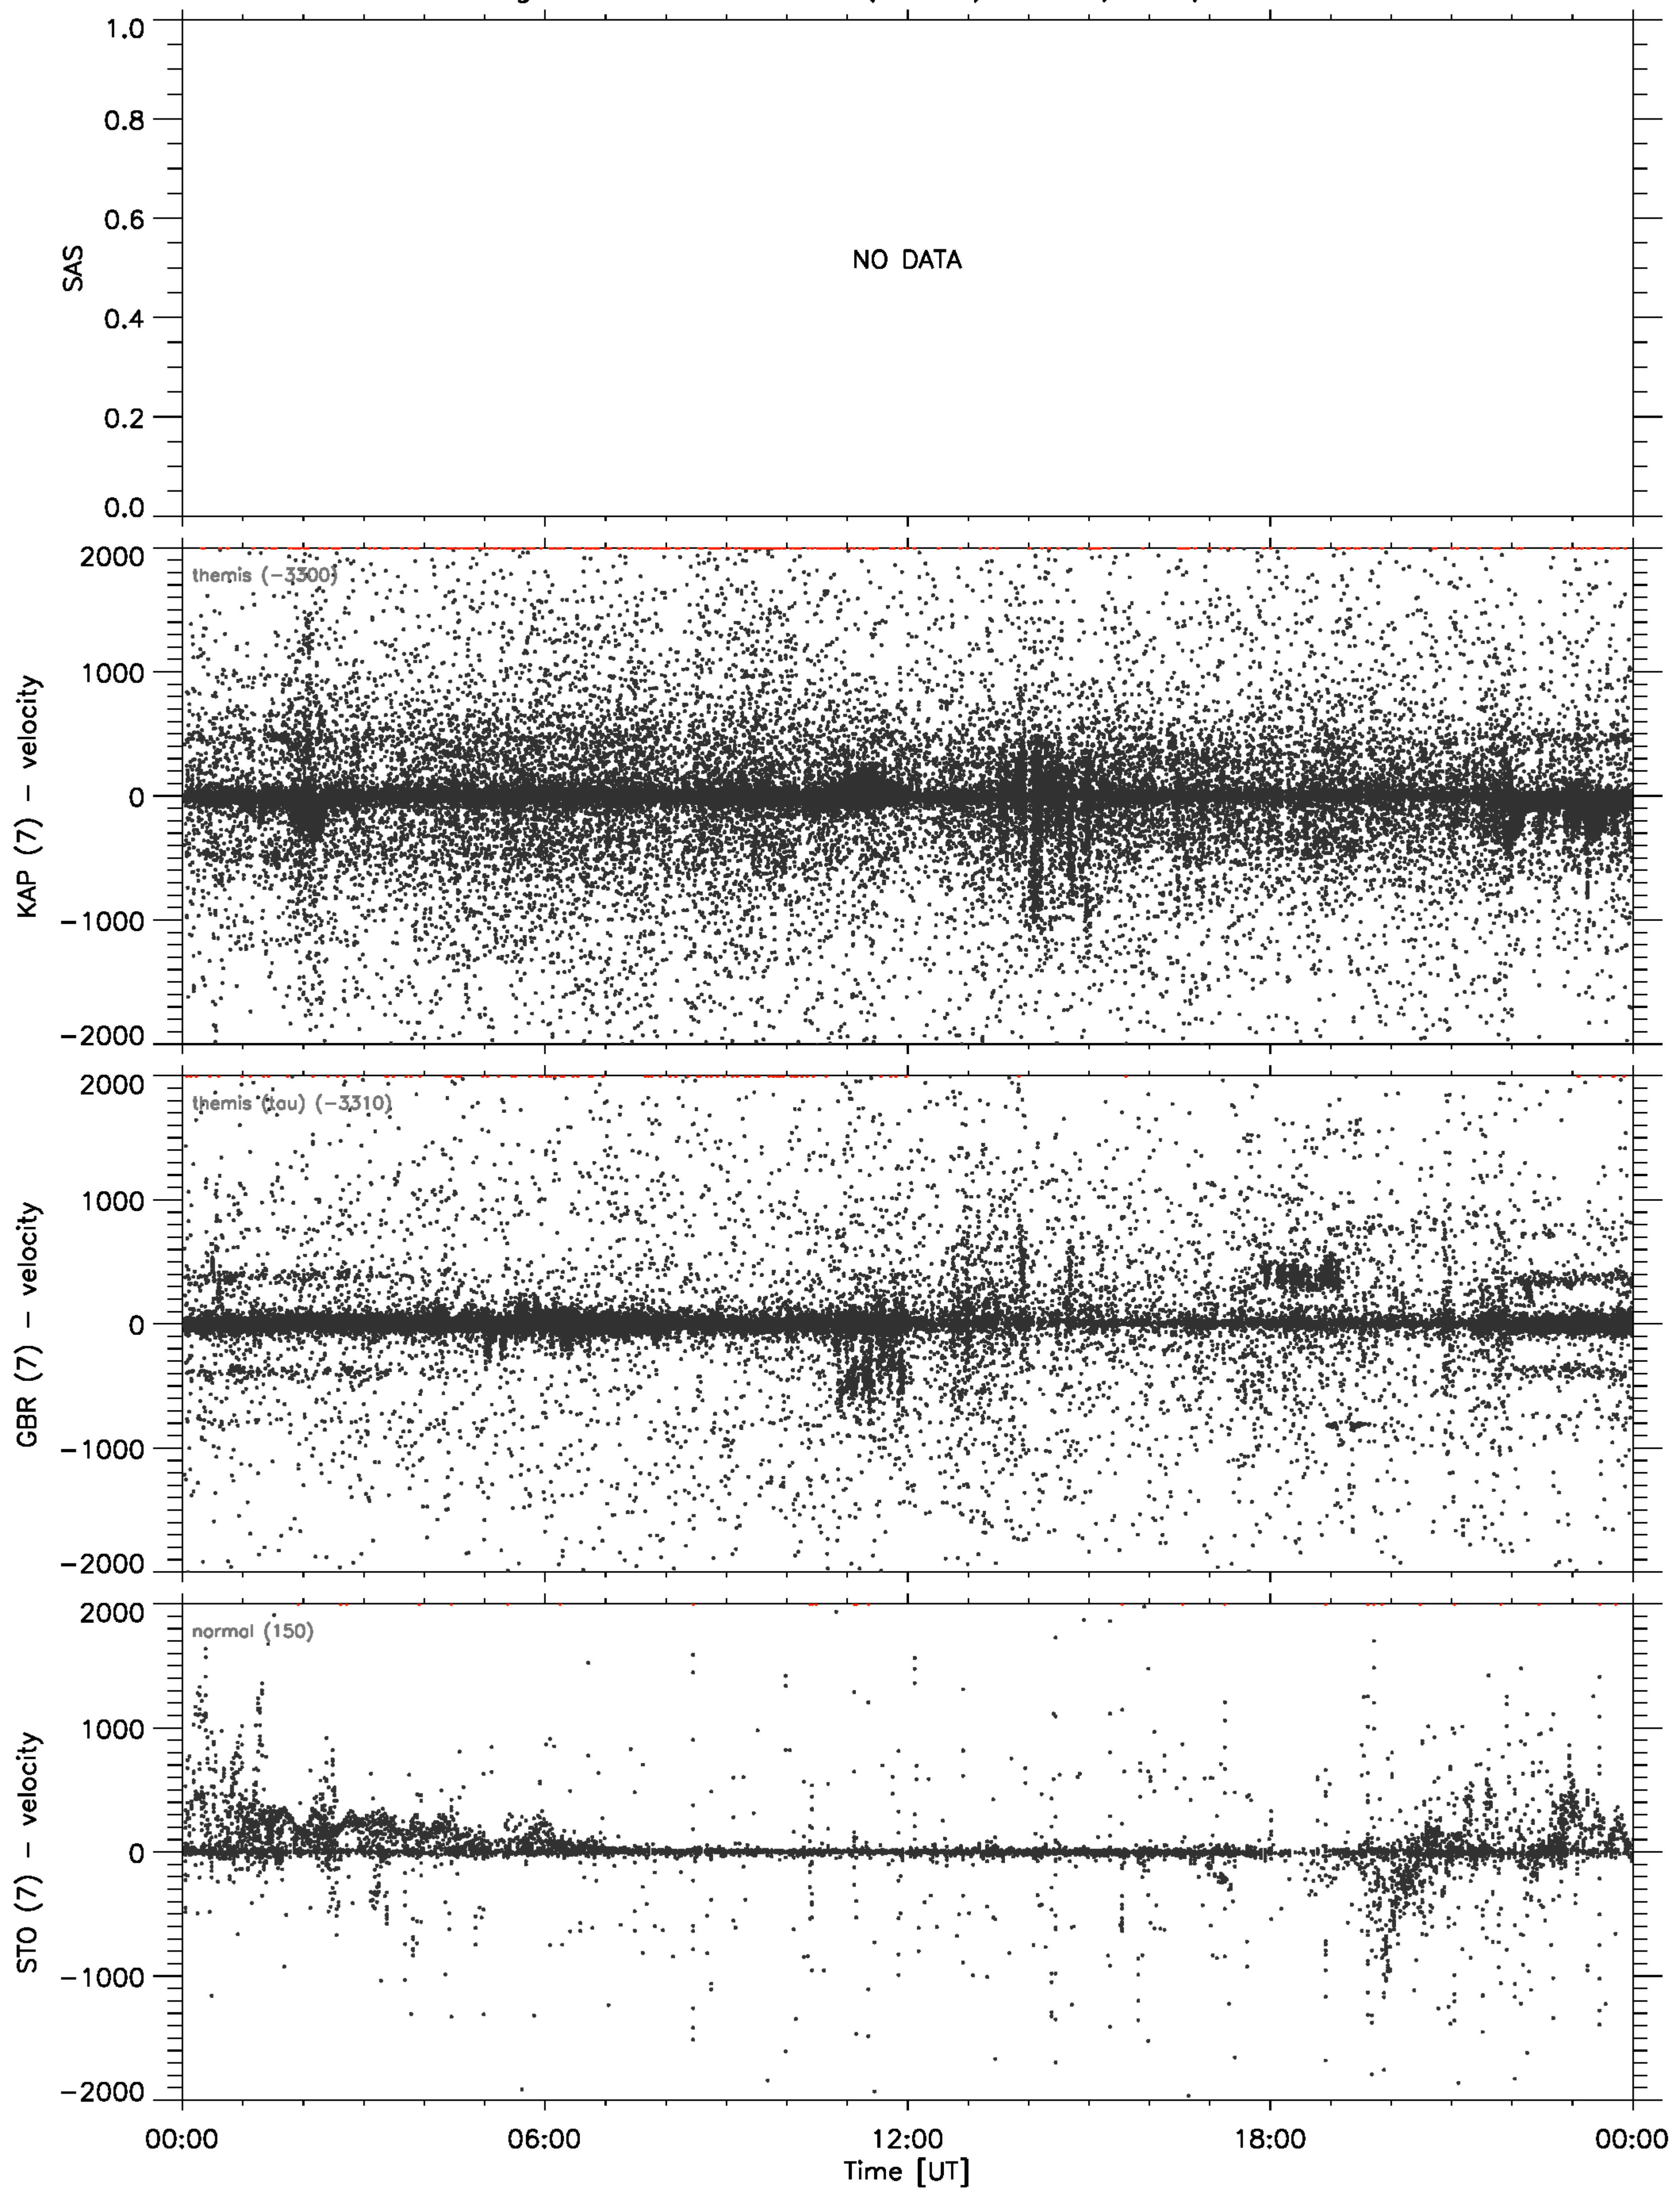 SAS
1.0
0.8
0.6
0.4
0.2
0.0
NO DATA
KAP (7) – velocity
2000
1000
0
−1000
−2000
themis (−3300)
GBR (7) – velocity
2000
1000
0
−1000
−2000
themis (tau) (−3310)
STO (7) – velocity
2000
1000
0
−1000
−2000
normal (150)
00:00 06:00 12:00 18:00 00:00
Time [UT]